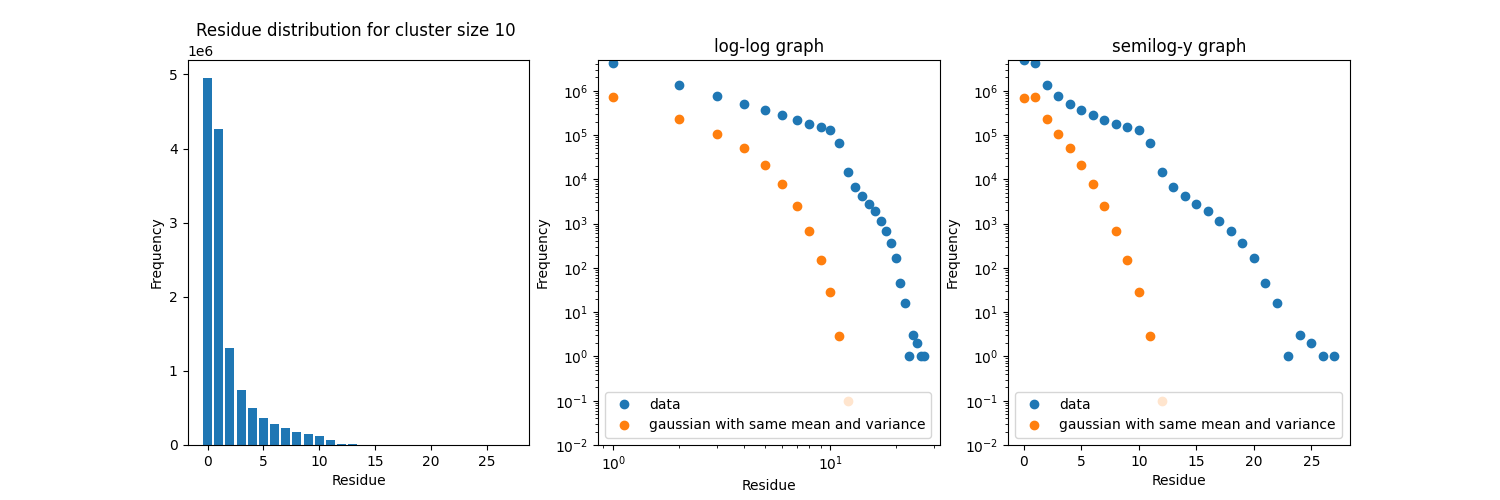 Residue distribution for cluster size 10
1e6
5
4
3
2
1
0
Frequency
0 5 10 15 20 25
Residue
log-log graph
10^6
10^5
10^4
10^3
10^2
10^1
10^0
10^-1
10^-2
Frequency
data
gaussian with same mean and variance
10^0 10^1
Residue
semilog-y graph
10^6
10^5
10^4
10^3
10^2
10^1
10^0
10^-1
10^-2
Frequency
data
gaussian with same mean and variance
0 5 10 15 20 25
Residue